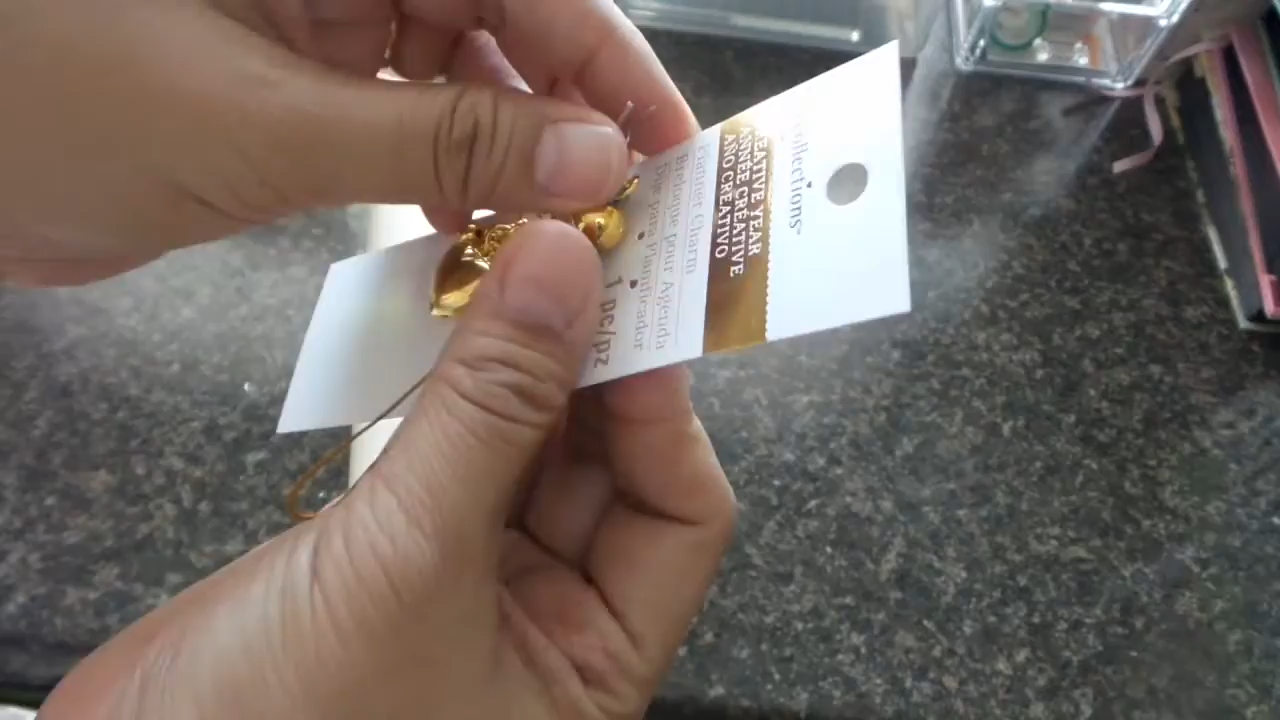 collections®
CREATIVE YEAR
ANNÉE CRÉATIVE
AÑO CREATIVO
Planner Charm
Breloque pour Agenda
Dije para Planificador
1 pc/pz